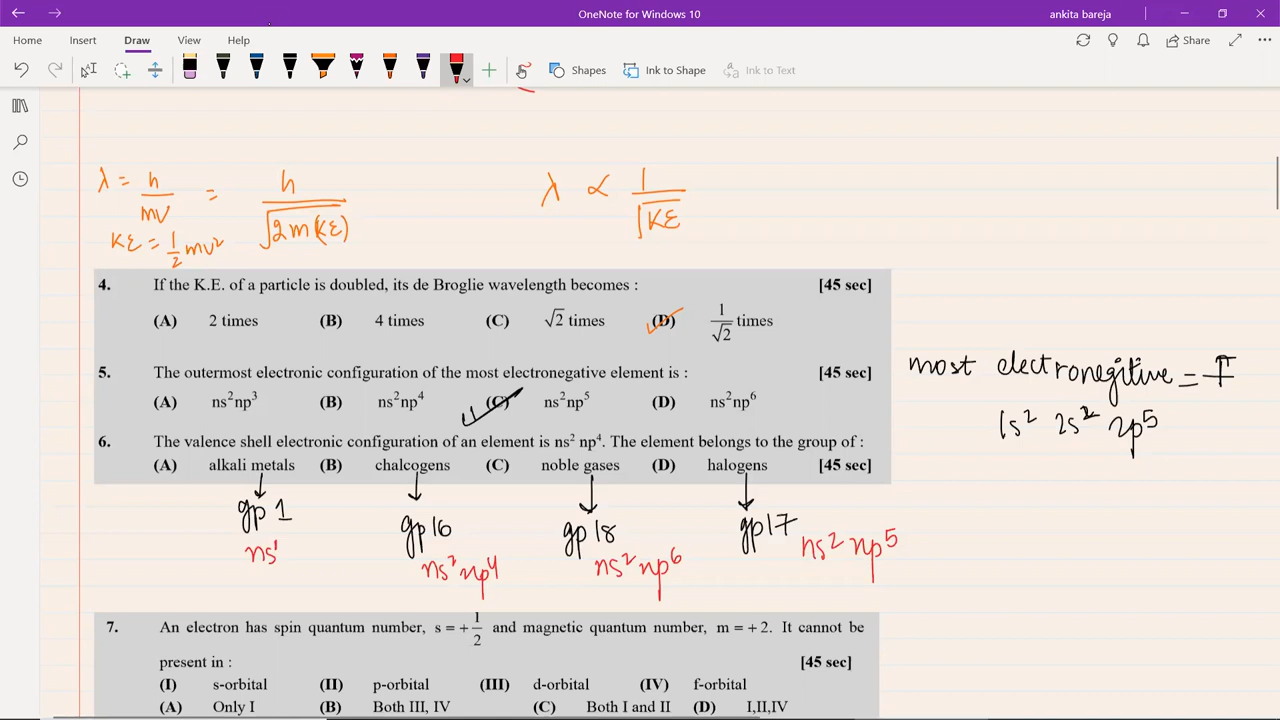 OneNote for Windows 10
ankita bareja
Home Insert Draw View Help
Share
Shapes Ink to Shape Ink to Text
λ = h/mv = h/√2m(KE)
λ ∝ 1/√KE
KE = 1/2 mv²
4. If the K.E. of a particle is doubled, its de Broglie wavelength becomes : [45 sec]
(A) 2 times (B) 4 times (C) √2 times (D) 1/√2 times
5. The outermost electronic configuration of the most electronegative element is : [45 sec]
(A) ns²np³ (B) ns²np⁴ (C) ns²np⁵ (D) ns²np⁶
most electronegitive = F
1s² 2s² 2p⁵
6. The valence shell electronic configuration of an element is ns² np⁴. The element belongs to the group of :
(A) alkali metals (B) chalcogens (C) noble gases (D) halogens [45 sec]
gp 1 gp 16 gp 18 gp 17
ns¹ ns² np⁴ ns² np⁶ ns² np⁵
7. An electron has spin quantum number, s = + 1/2 and magnetic quantum number, m = + 2. It cannot be
present in : [45 sec]
(I) s-orbital (II) p-orbital (III) d-orbital (IV) f-orbital
(A) Only I (B) Both III, IV (C) Both I and II (D) I,II,IV